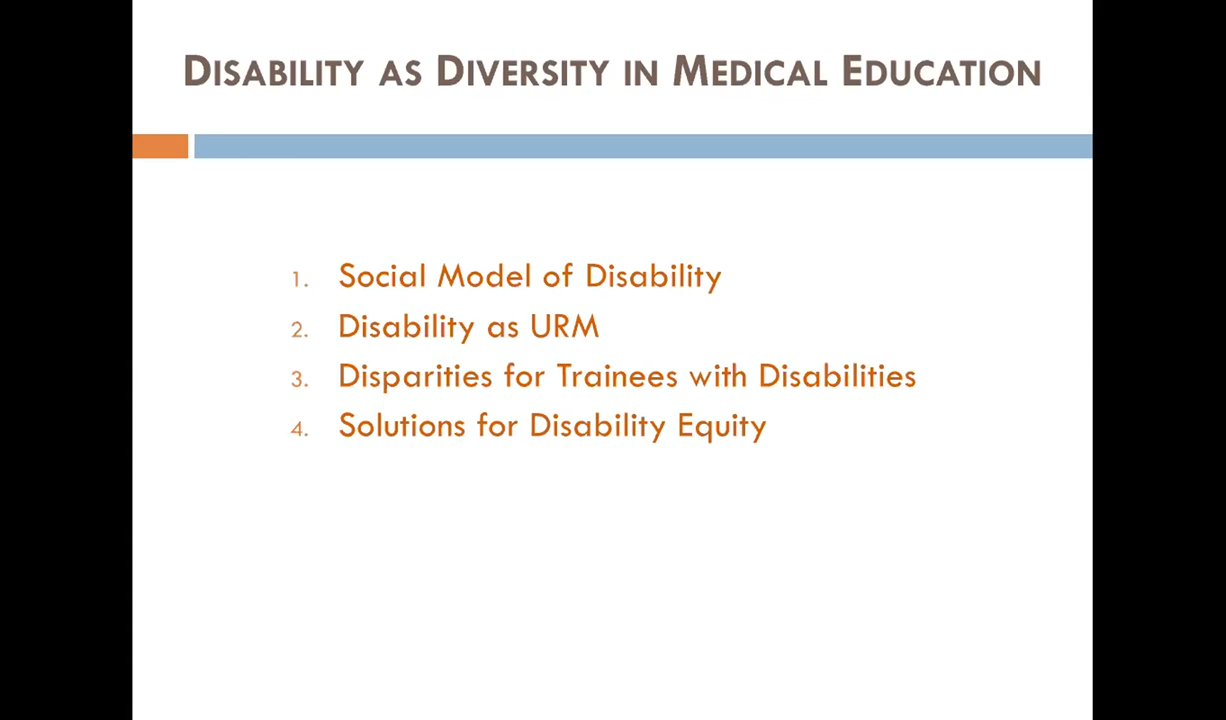 DISABILITY AS DIVERSITY IN MEDICAL EDUCATION
1. Social Model of Disability
2. Disability as URM
3. Disparities for Trainees with Disabilities
4. Solutions for Disability Equity